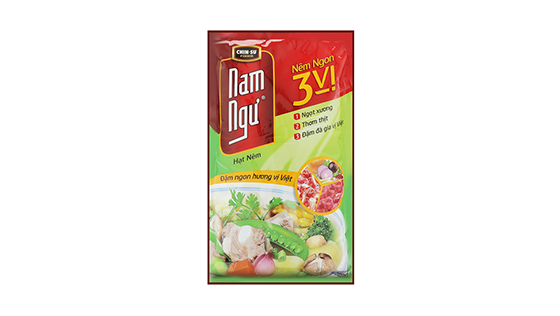 CHIN-SU
FOODS
Nam
Ngư
Hạt Nêm
Nêm Ngon
3 Vị
1 Ngọt xương
2 Thơm thịt
3 Đậm đà gia vị Việt
Đậm ngon hương vị Việt